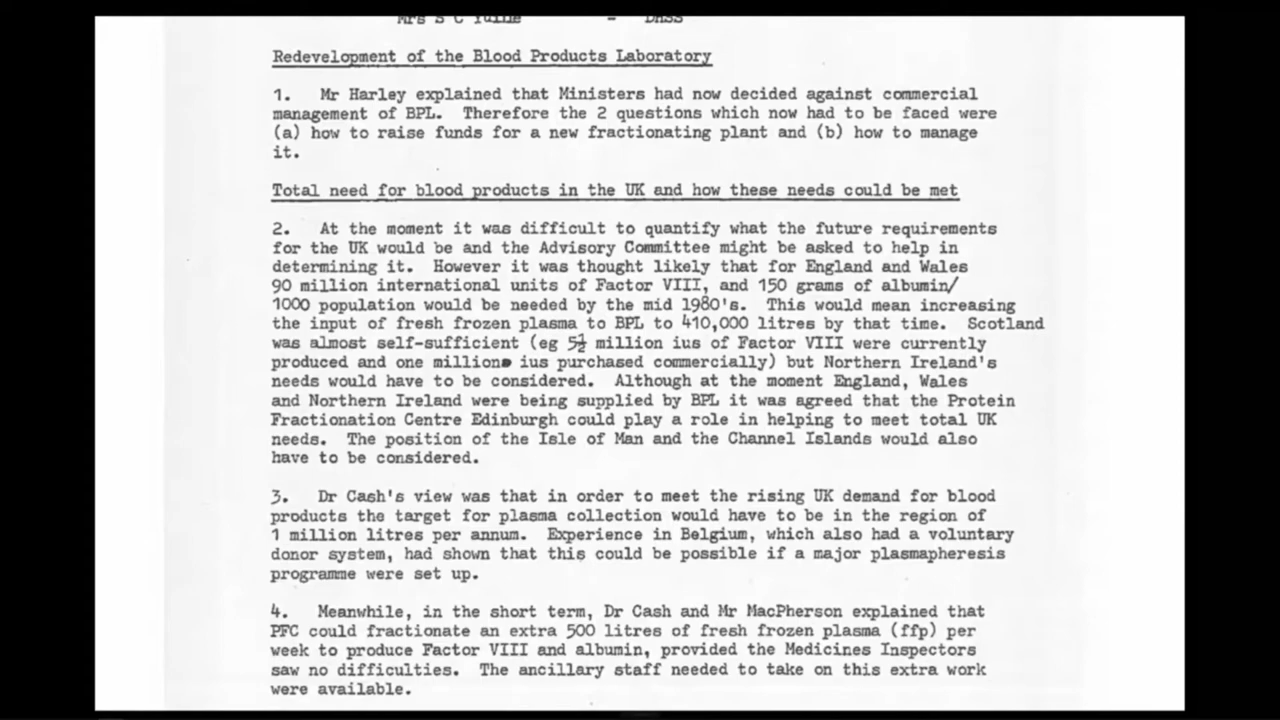 Mrs S C Yuille - DHSS
Redevelopment of the Blood Products Laboratory
1. Mr Harley explained that Ministers had now decided against commercial
management of BPL. Therefore the 2 questions which now had to be faced were
(a) how to raise funds for a new fractionating plant and (b) how to manage
it.
Total need for blood products in the UK and how these needs could be met
2. At the moment it was difficult to quantify what the future requirements
for the UK would be and the Advisory Committee might be asked to help in
determining it. However it was thought likely that for England and Wales
90 million international units of Factor VIII, and 150 grams of albumin/
1000 population would be needed by the mid 1980's. This would mean increasing
the input of fresh frozen plasma to BPL to 410,000 litres by that time. Scotland
was almost self-sufficient (eg 5½ million ius of Factor VIII were currently
produced and one million ius purchased commercially) but Northern Ireland's
needs would have to be considered. Although at the moment England, Wales
and Northern Ireland were being supplied by BPL it was agreed that the Protein
Fractionation Centre Edinburgh could play a role in helping to meet total UK
needs. The position of the Isle of Man and the Channel Islands would also
have to be considered.
3. Dr Cash's view was that in order to meet the rising UK demand for blood
products the target for plasma collection would have to be in the region of
1 million litres per annum. Experience in Belgium, which also had a voluntary
donor system, had shown that this could be possible if a major plasmapheresis
programme were set up.
4. Meanwhile, in the short term, Dr Cash and Mr MacPherson explained that
PFC could fractionate an extra 500 litres of fresh frozen plasma (ffp) per
week to produce Factor VIII and albumin, provided the Medicines Inspectors
saw no difficulties. The ancillary staff needed to take on this extra work
were available.